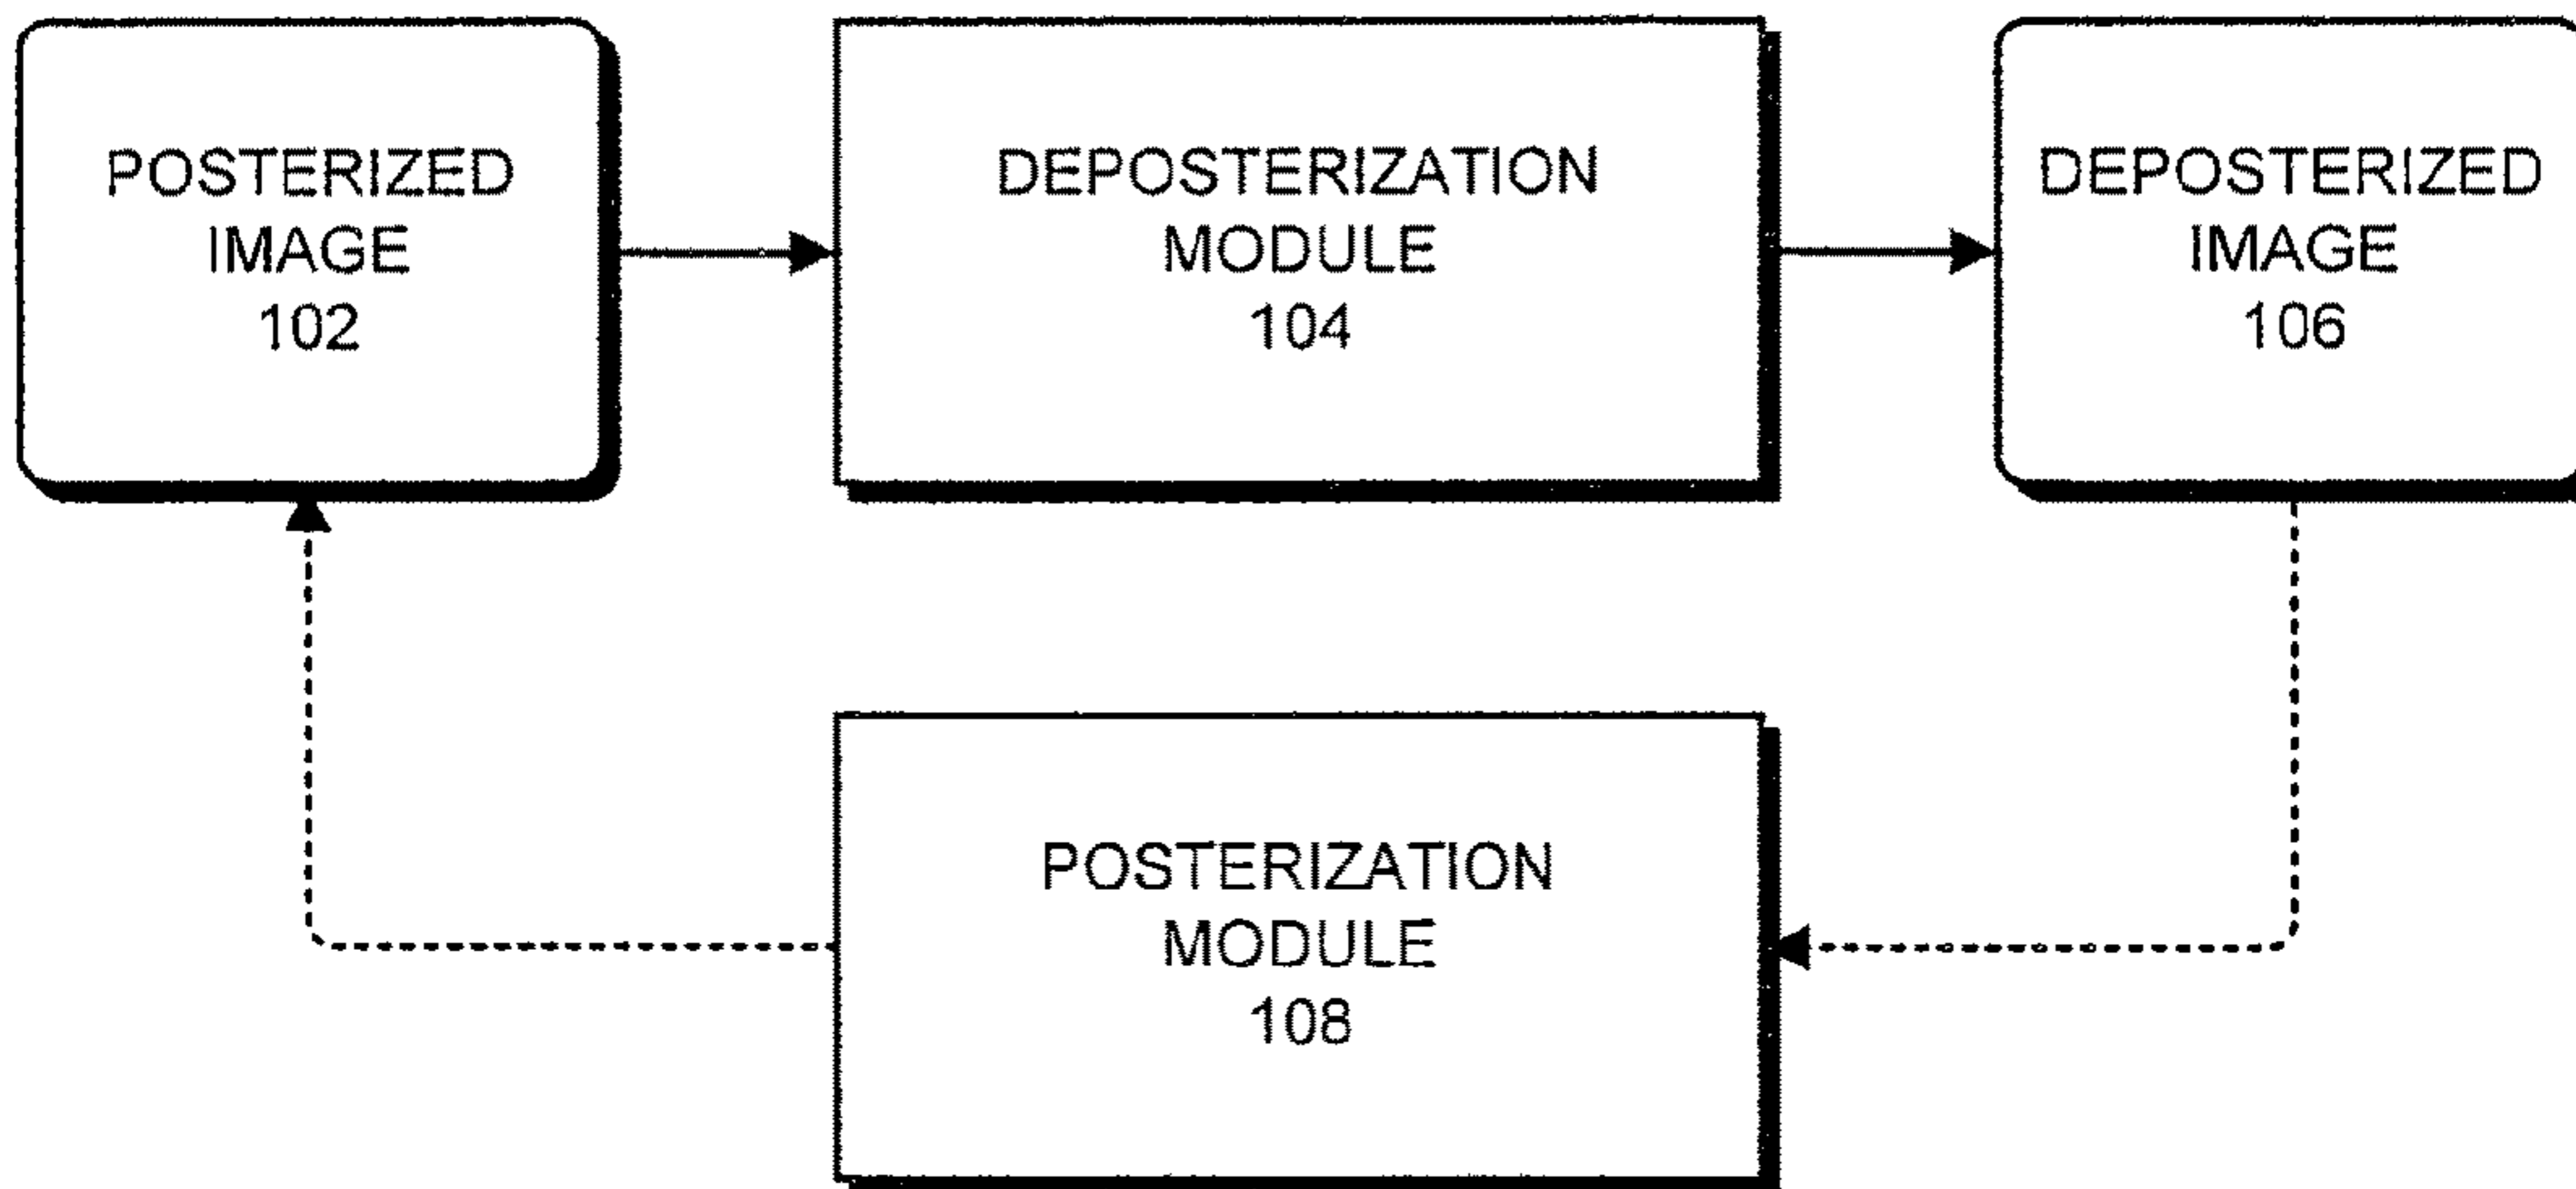 POSTERIZED
IMAGE
102
DEPOSTERIZATION
MODULE
104
DEPOSTERIZED
IMAGE
106
POSTERIZATION
MODULE
108